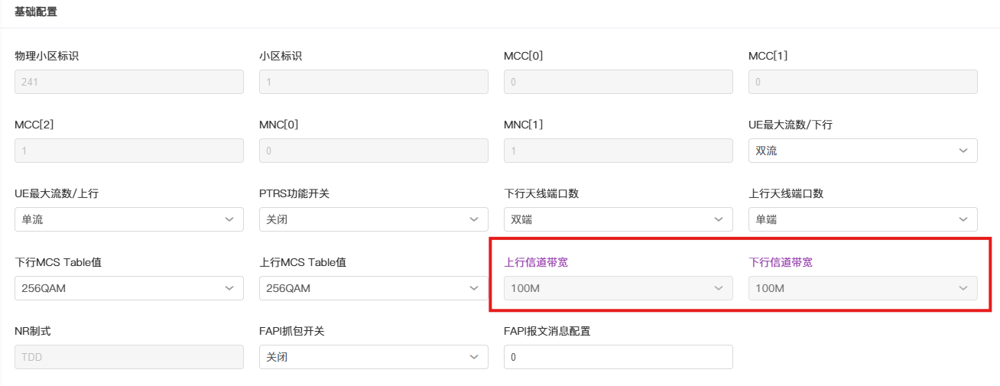 基础配置
物理小区标识 小区标识 MCC[0] MCC[1]
241 1 0 0
MCC[2] MNC[0] MNC[1] UE最大流数/下行
1 0 1 双流
UE最大流数/上行 PTRS功能开关 下行天线端口数 上行天线端口数
单流 关闭 双端 单端
下行MCS Table值 上行MCS Table值 上行信道带宽 下行信道带宽
256QAM 256QAM 100M 100M
NR制式 FAPI抓包开关 FAPI报文消息配置
TDD 关闭 0